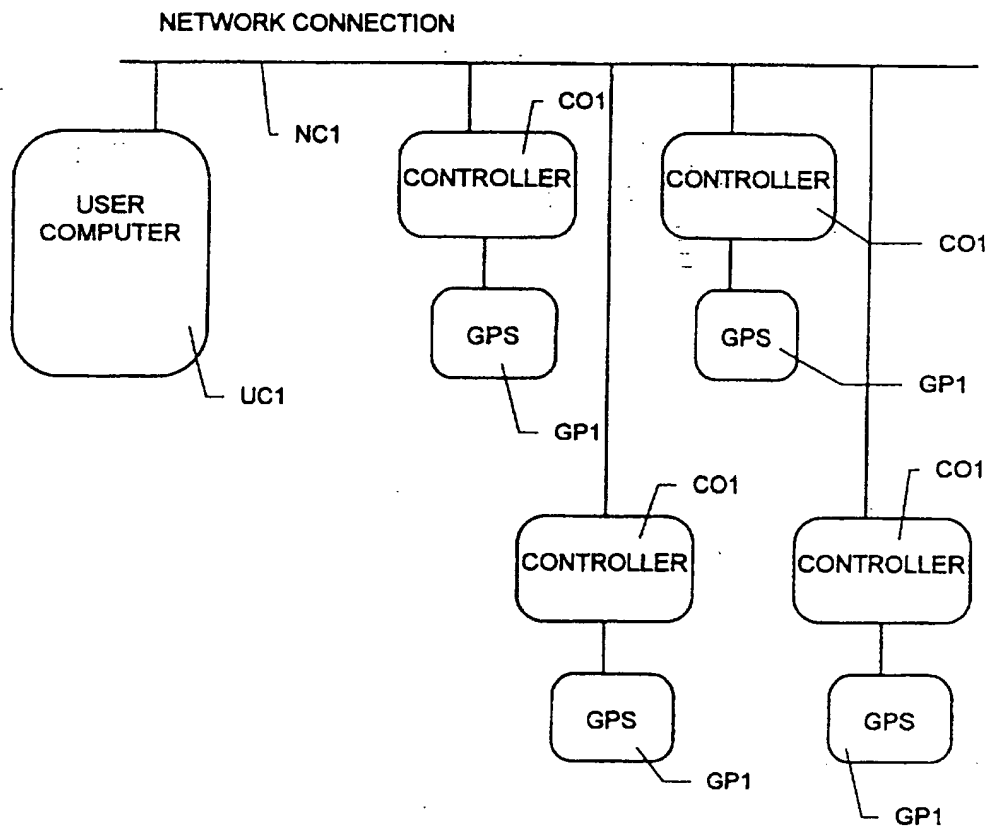 NETWORK CONNECTION
NC1
CO1
CONTROLLER
CONTROLLER
USER
COMPUTER
CO1
GPS
GPS
UC1
GP1
GP1
CO1
CO1
CONTROLLER
CONTROLLER
GPS
GPS
GP1
GP1